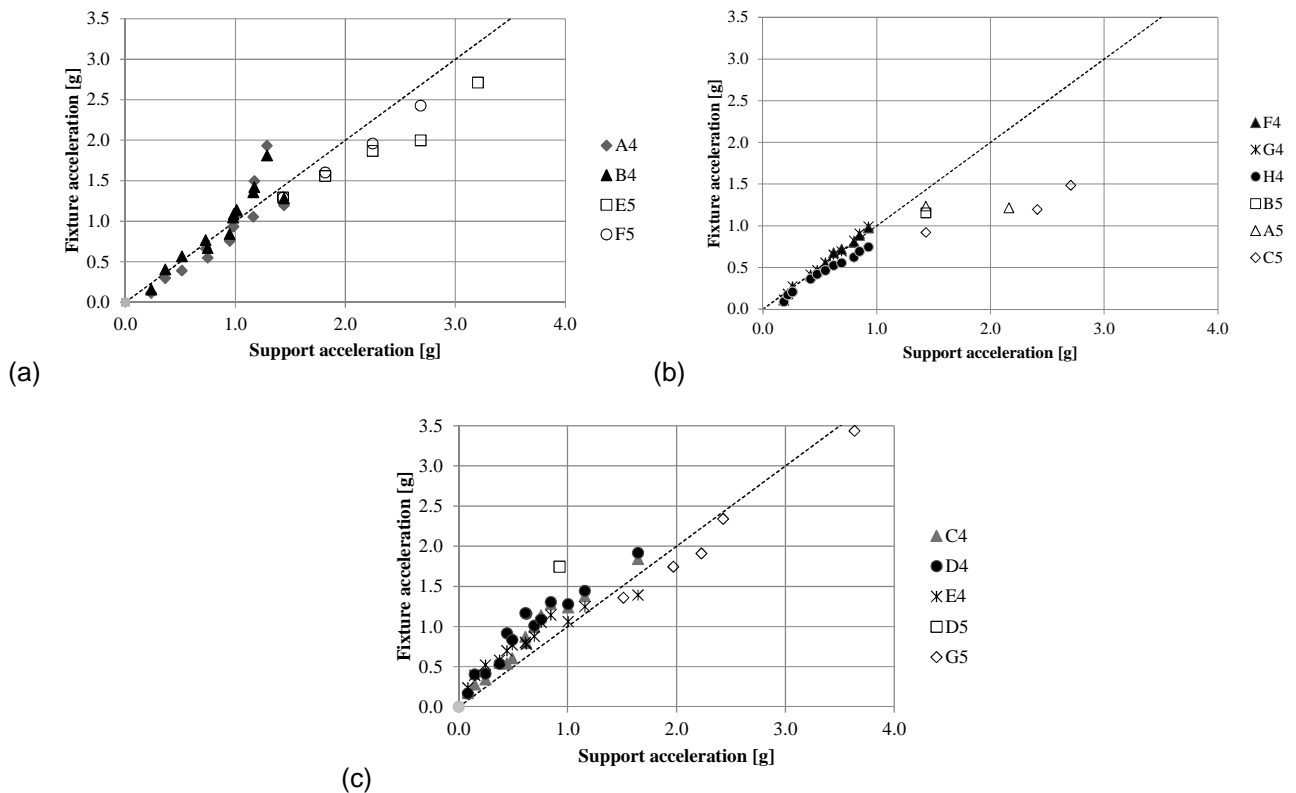 3.5
3.0
2.5
2.0
1.5
1.0
0.5
0.0
Fixture acceleration [g]
0.0 1.0 2.0 3.0 4.0
Support acceleration [g]
A4
B4
E5
F5
(a)
3.5
3.0
2.5
2.0
1.5
1.0
0.5
0.0
Fixture acceleration [g]
0.0 1.0 2.0 3.0 4.0
Support acceleration [g]
F4
G4
H4
B5
A5
C5
(b)
3.5
3.0
2.5
2.0
1.5
1.0
0.5
0.0
Fixture acceleration [g]
0.0 1.0 2.0 3.0 4.0
Support acceleration [g]
C4
D4
E4
D5
G5
(c)